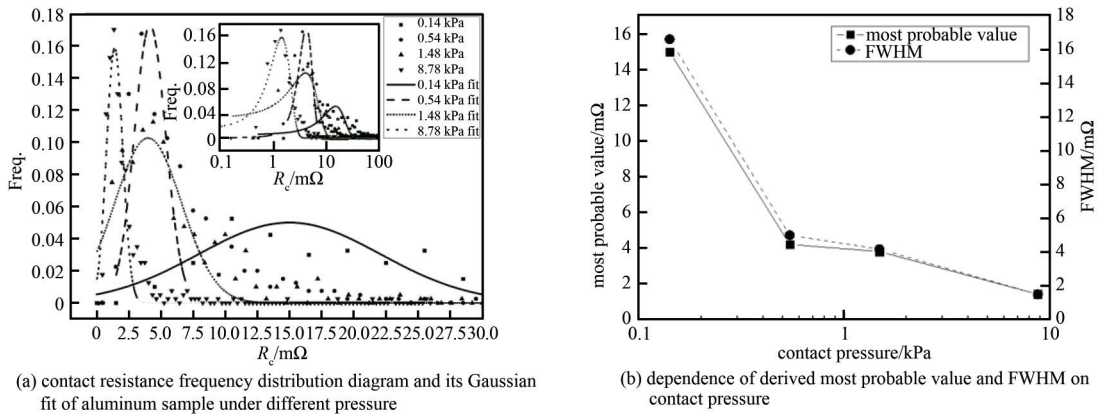 0.18
0.16
0.14
0.12
0.10
0.08
0.06
0.04
0.02
0
Freq.
0 2.5 5.0 7.5 10.0 12.5 15.0 17.5 20.0 22.5 25.0 27.5 30.0
Rc/mΩ
0.16
0.12
0.08
0.04
0
Freq.
0.1 1 10 100
Rc/mΩ
0.14 kPa
0.54 kPa
1.48 kPa
8.78 kPa
0.14 kPa fit
0.54 kPa fit
1.48 kPa fit
8.78 kPa fit
(a) contact resistance frequency distribution diagram and its Gaussian
fit of aluminum sample under different pressure
16
14
12
10
8
6
4
2
0
most probable value/mΩ
most probable value
FWHM
18
16
14
12
10
8
6
4
2
0
FWHM/mΩ
0.1 1 10
contact pressure/kPa
(b) dependence of derived most probable value and FWHM on
contact pressure